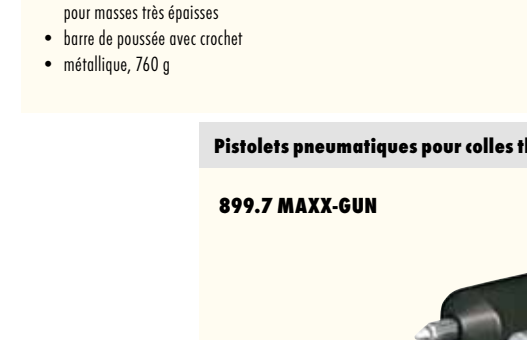 pour masses très épaisses
• barre de poussée avec crochet
• métallique, 760 g
Pistolets pneumatiques pour colles
899.7 MAXX-GUN